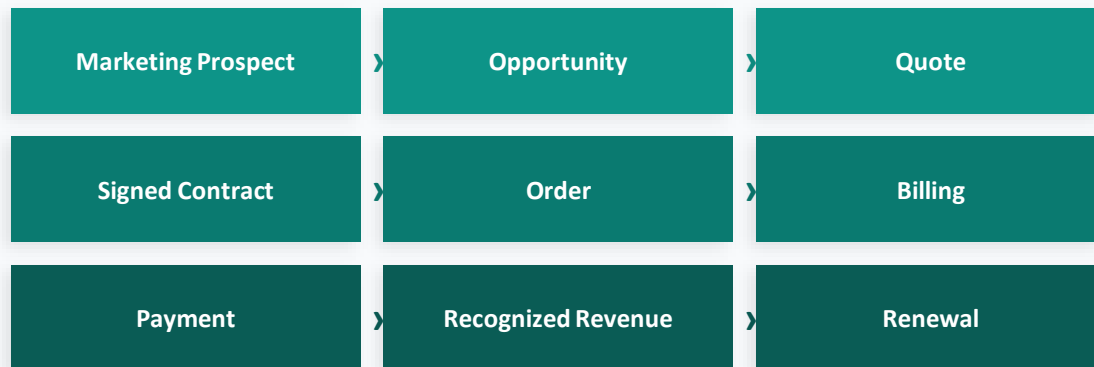 Marketing Prospect › Opportunity › Quote
Signed Contract › Order › Billing
Payment › Recognized Revenue › Renewal